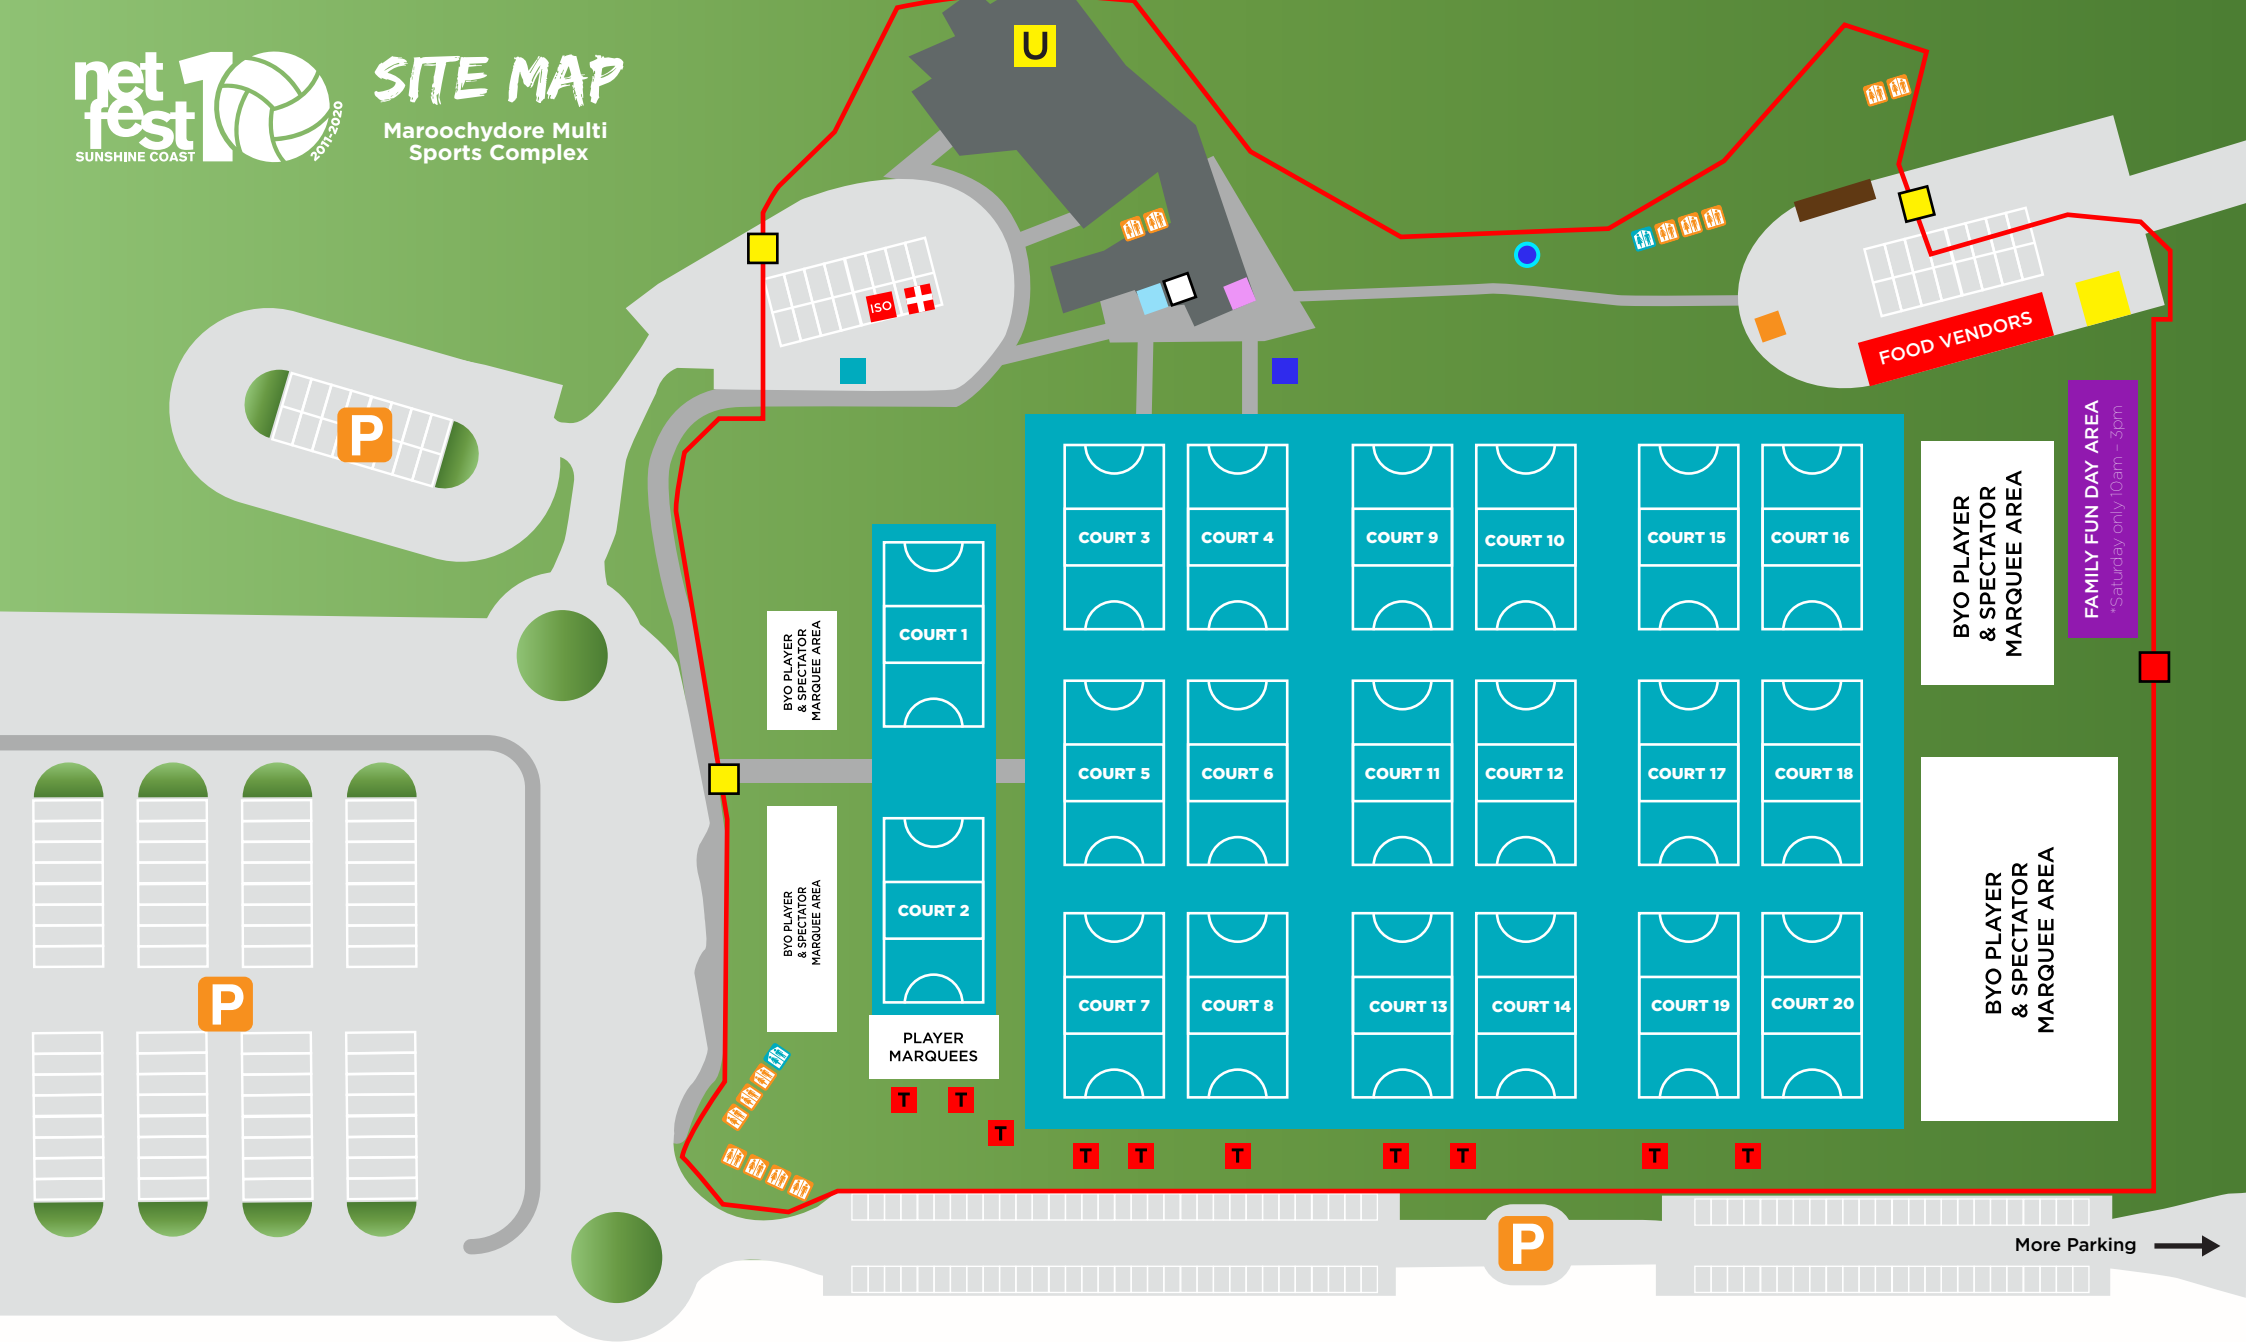 net
fest
10
SUNSHINE COAST
2011-2020
SITE MAP
Maroochydore Multi
Sports Complex
U
ISO
P
FOOD VENDORS
FAMILY FUN DAY AREA
*Saturday only 10am – 3pm
BYO PLAYER
& SPECTATOR
MARQUEE AREA
COURT 3
COURT 4
COURT 9
COURT 10
COURT 15
COURT 16
COURT 1
BYO PLAYER
& SPECTATOR
MARQUEE AREA
COURT 5
COURT 6
COURT 11
COURT 12
COURT 17
COURT 18
COURT 2
BYO PLAYER
& SPECTATOR
MARQUEE AREA
BYO PLAYER
& SPECTATOR
MARQUEE AREA
COURT 7
COURT 8
COURT 13
COURT 14
COURT 19
COURT 20
P
PLAYER
MARQUEES
T
T
T
T
T
T
T
T
T
T
P
More Parking